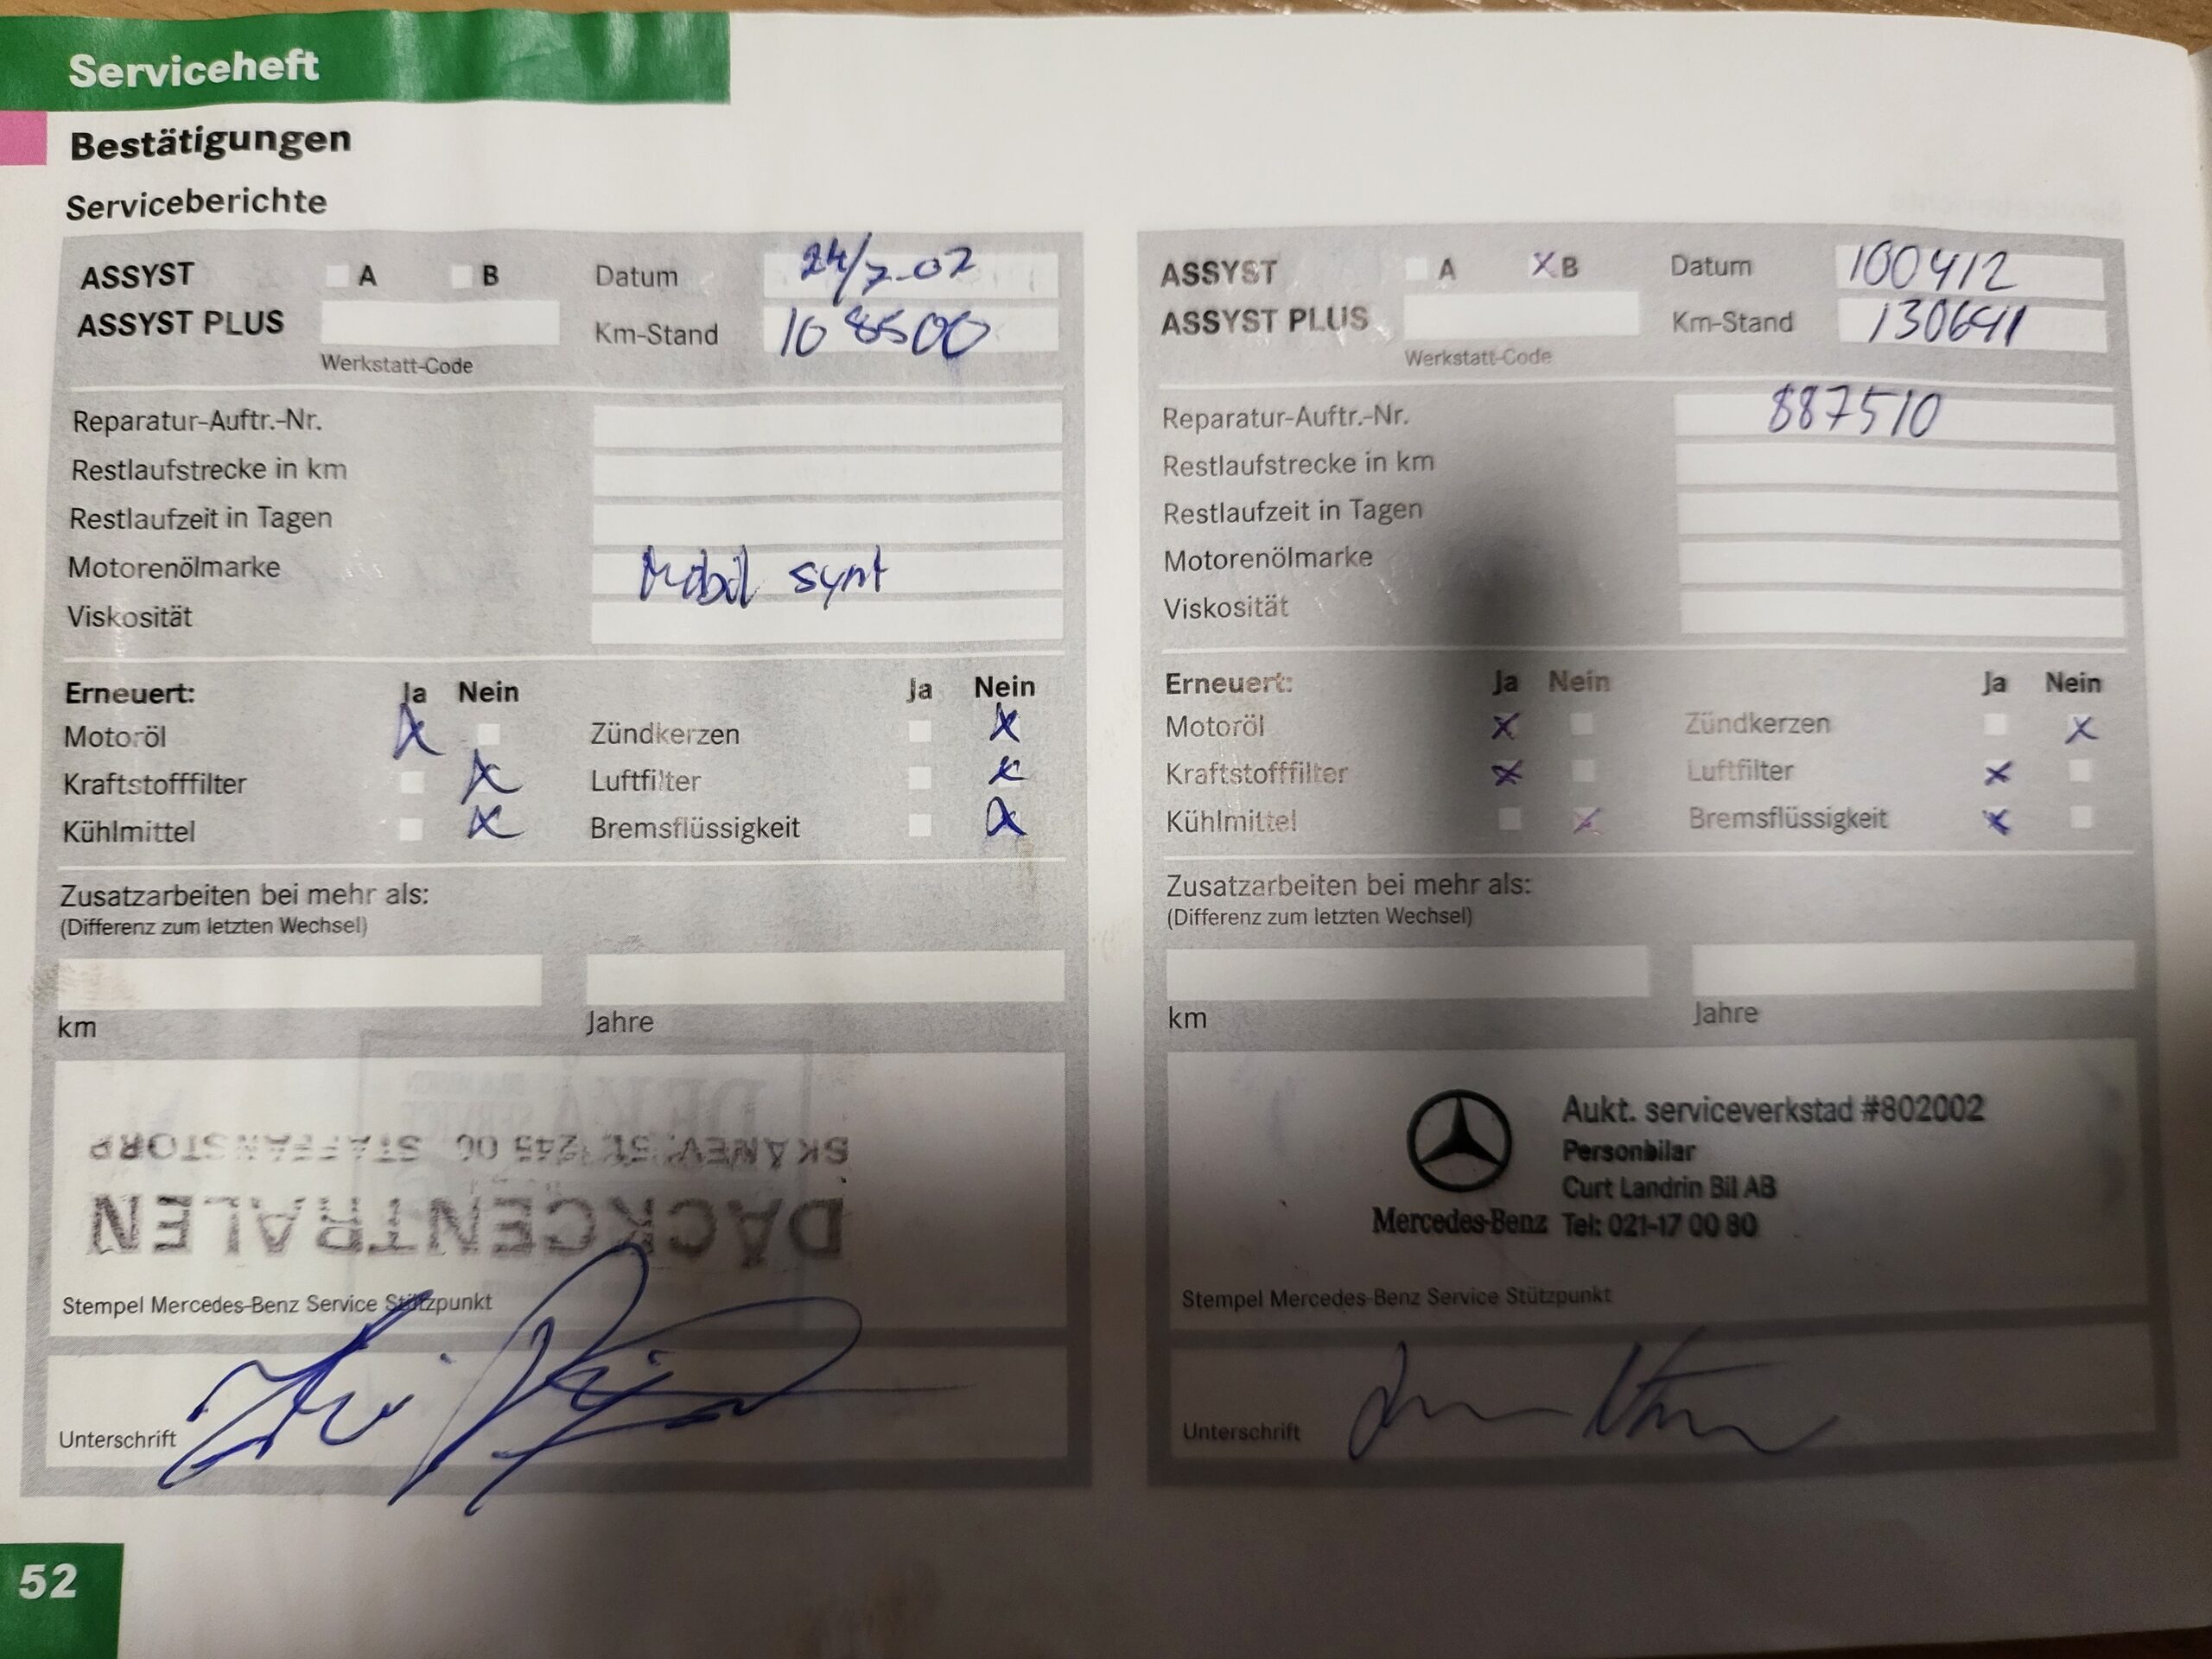 Serviceheft
Bestätigungen
Serviceberichte
ASSYST A B Datum 24/7-02
ASSYST PLUS Km-Stand 108500
Werkstatt-Code
Reparatur-Auftr.-Nr.
Restlaufstrecke in km
Restlaufzeit in Tagen
Motorenölmarke Mobil synt
Viskosität
Erneuert: Ja Nein Ja Nein
Motoröl X Zündkerzen X
Kraftstofffilter X Luftfilter X
Kühlmittel X Bremsflüssigkeit X
Zusatzarbeiten bei mehr als:
(Differenz zum letzten Wechsel)
km Jahre
DÄCKCENTRALEN
SKÅNEV. 51, 245 00 STAFFANSTORP
Stempel Mercedes-Benz Service Stützpunkt
Unterschrift
ASSYST A X B Datum 100412
ASSYST PLUS Km-Stand 130641
Werkstatt-Code
Reparatur-Auftr.-Nr. 887510
Restlaufstrecke in km
Restlaufzeit in Tagen
Motorenölmarke
Viskosität
Erneuert: Ja Nein Ja Nein
Motoröl X Zündkerzen X
Kraftstofffilter X Luftfilter X
Kühlmittel X Bremsflüssigkeit X
Zusatzarbeiten bei mehr als:
(Differenz zum letzten Wechsel)
km Jahre
Aukt. serviceverkstad #802002
Personbilar
Curt Landrin Bil AB
Mercedes-Benz Tel: 021-17 00 80
Stempel Mercedes-Benz Service Stützpunkt
Unterschrift
52